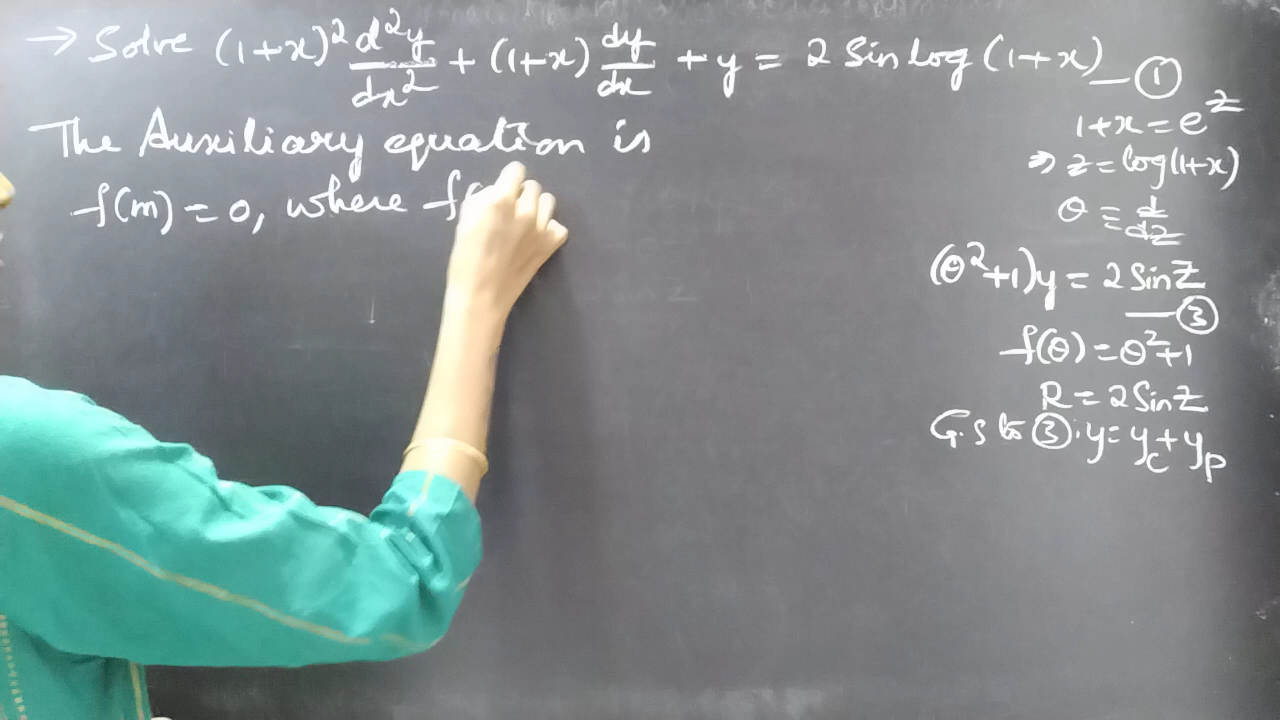 → Solve (1+x)² d²y/dx² + (1+x) dy/dx + y = 2 Sin log (1+x) — ①
The Auxiliary equation is
f(m) = 0, where f(
1+x = e^z
⇒ z = log(1+x)
θ ≡ d/dz
(θ²+1)y = 2 Sin z
— ③
f(θ) = θ²+1
R = 2 Sin z
G.S to ③: y = y_c + y_p